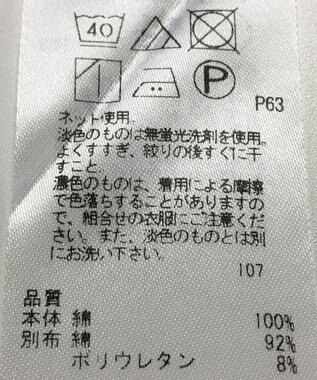 40
P
P63
ネット使用。
淡色のものは無蛍光洗剤を使用。
よくすすぎ、絞りの後すぐに干
すこと。
濃色のものは、着用による摩擦
で色落ちすることがありますの
で、組合せの衣服にご注意くだ
さい。また、淡色のものとは別
にお洗い下さい。
107
品質
本体 綿 100%
別布 綿 92%
ポリウレタン 8%